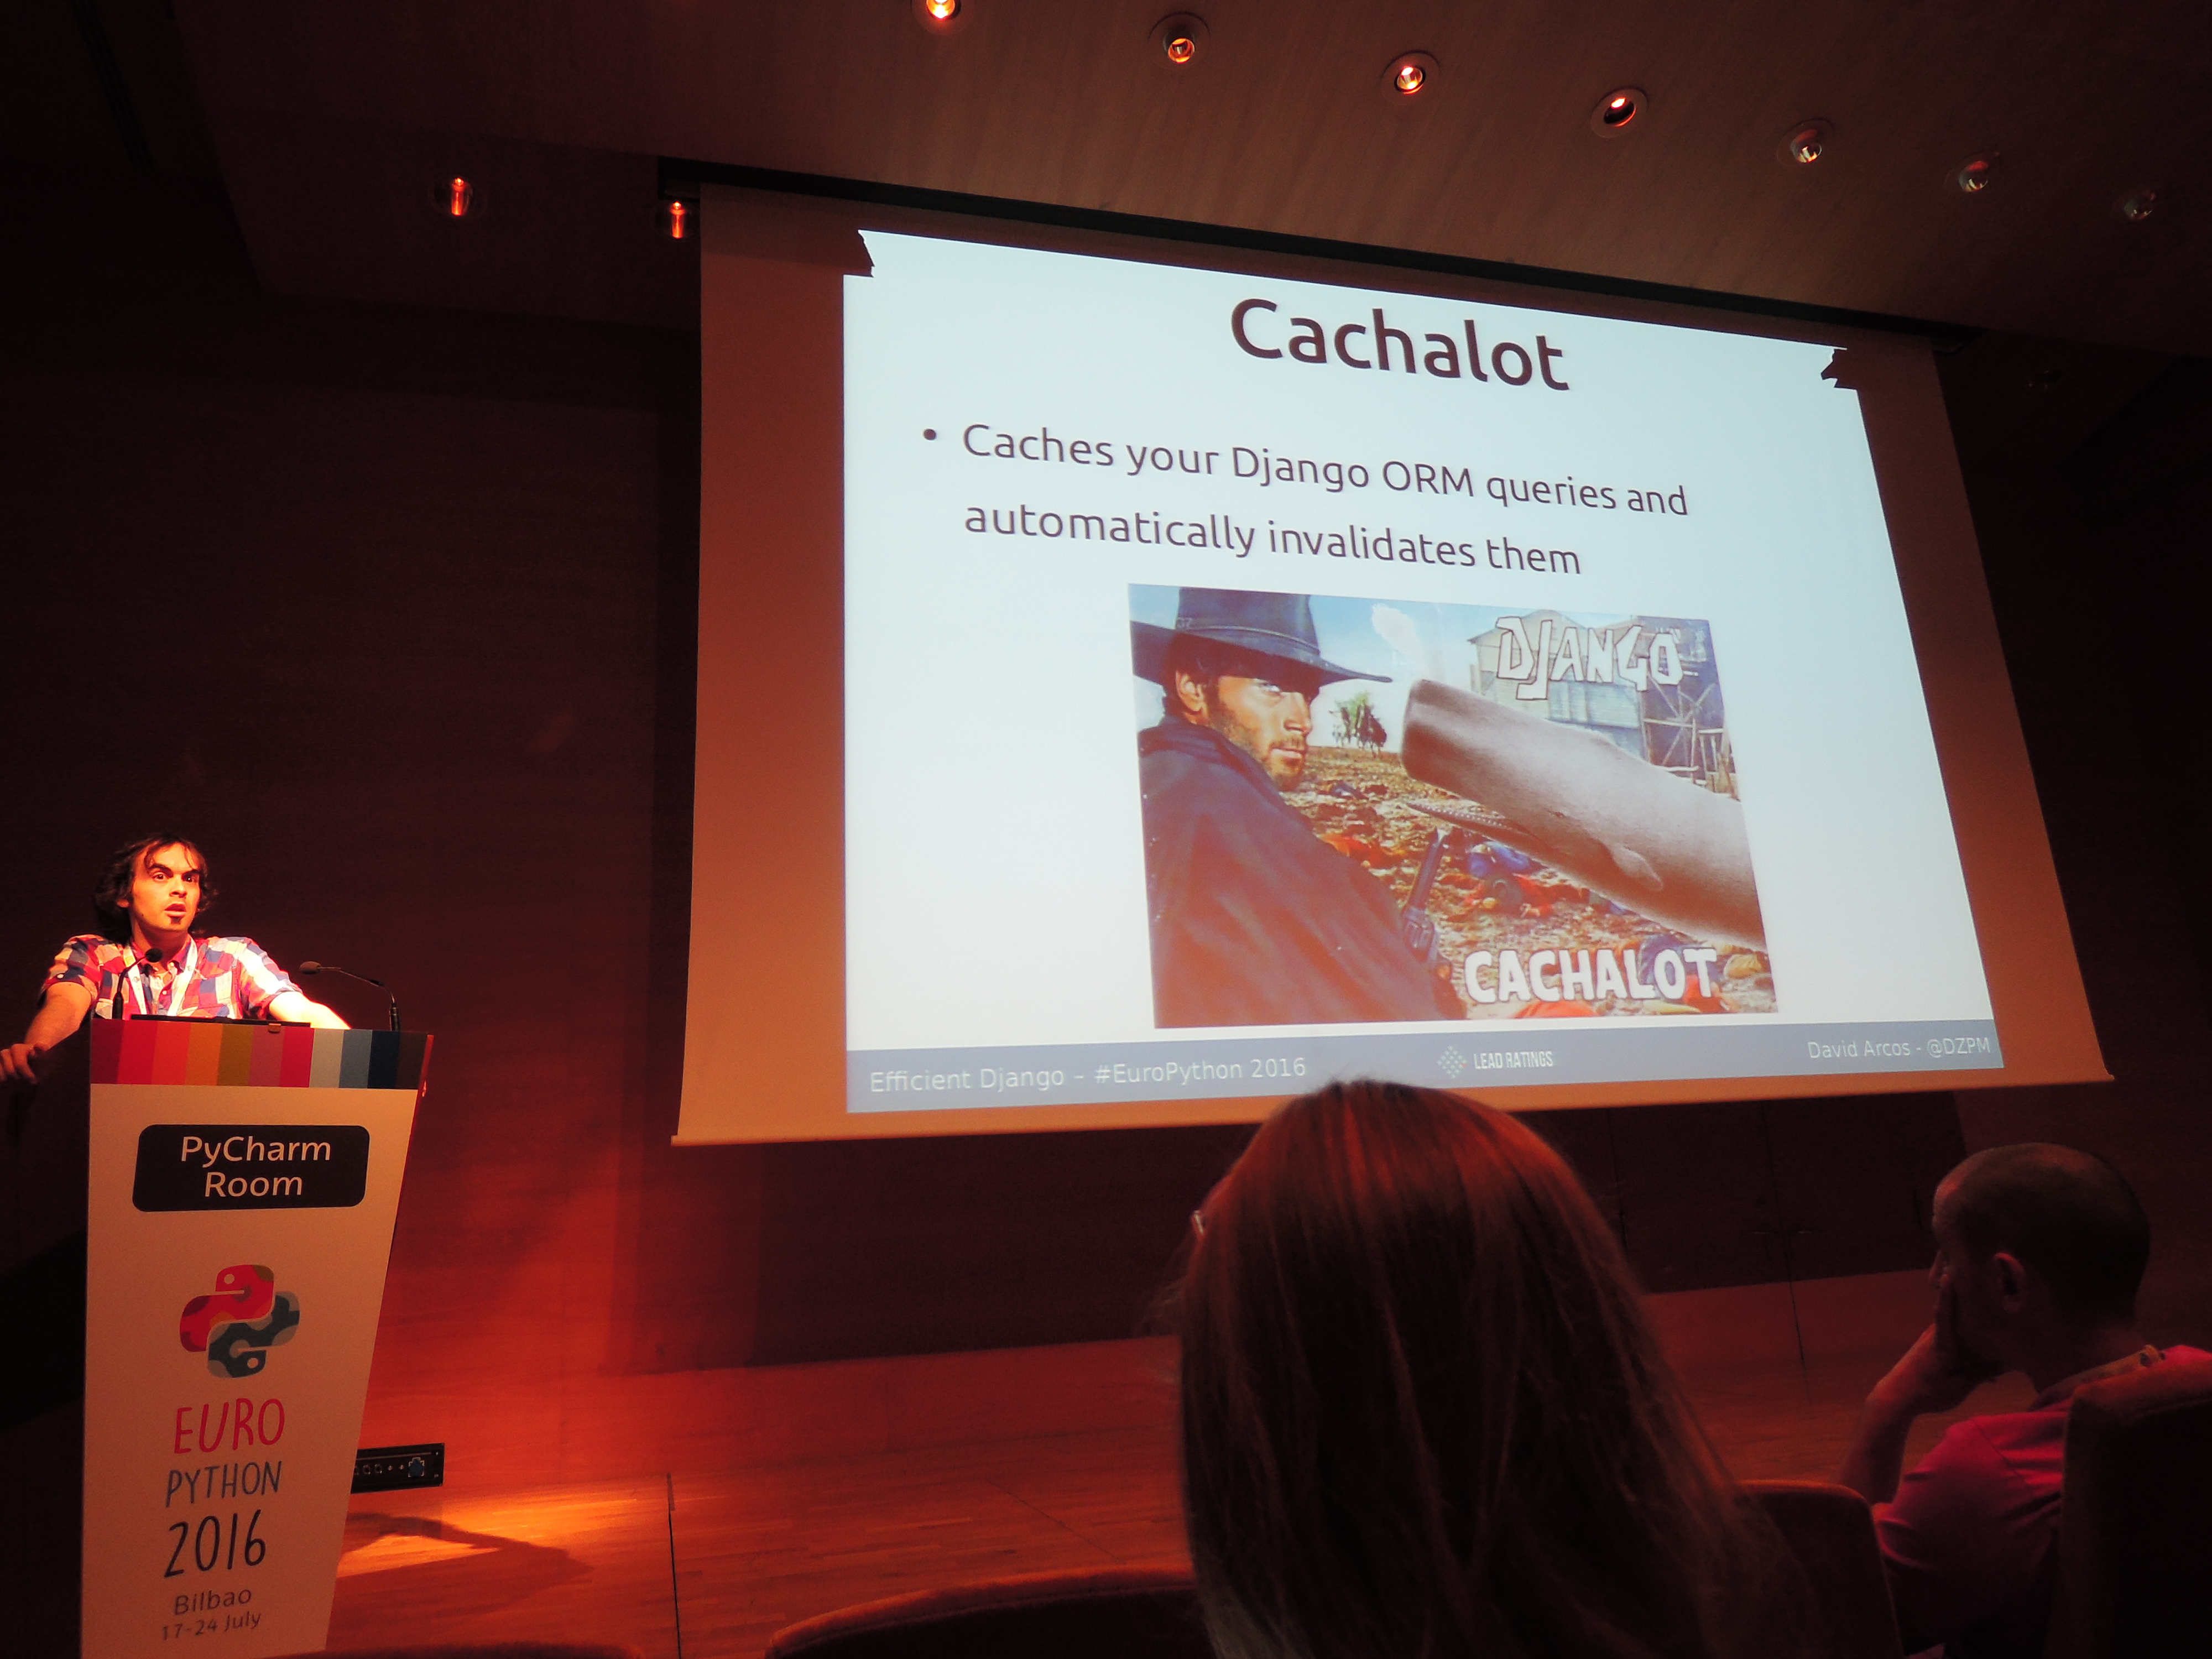 Cachalot
• Caches your Django ORM queries and
automatically invalidates them
DJANGO
CACHALOT
Efficient Django – #EuroPython 2016
LEAD RATINGS
David Arcos - @DZPM
PyCharm
Room
EURO
PYTHON
2016
Bilbao
17-24 July